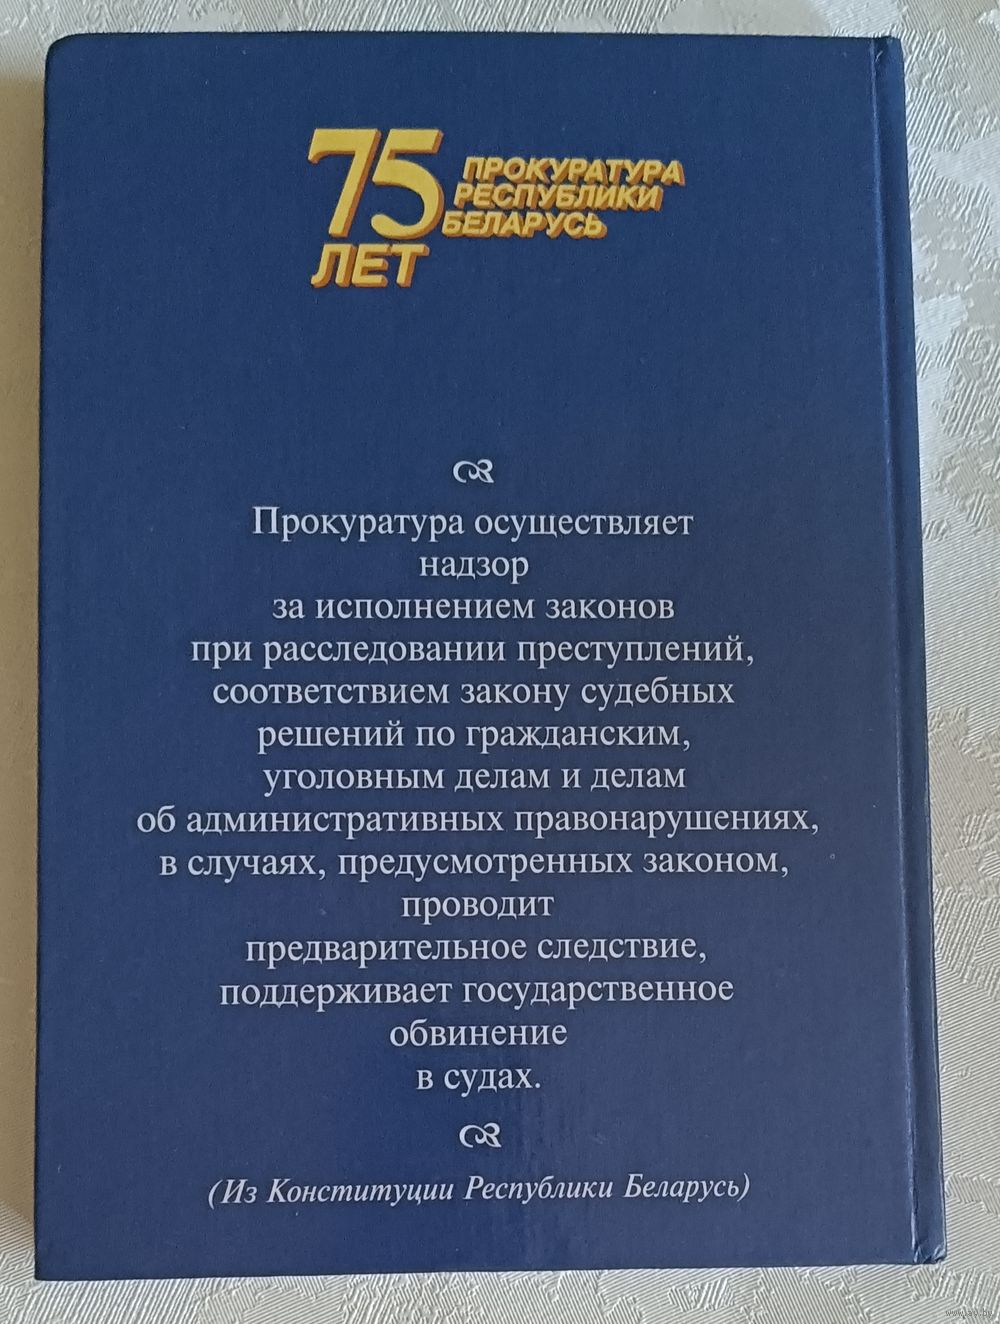 75 ЛЕТ
ПРОКУРАТУРА
РЕСПУБЛИКИ
БЕЛАРУСЬ
Прокуратура осуществляет
надзор
за исполнением законов
при расследовании преступлений,
соответствием закону судебных
решений по гражданским,
уголовным делам и делам
об административных правонарушениях,
в случаях, предусмотренных законом,
проводит
предварительное следствие,
поддерживает государственное
обвинение
в судах.
(Из Конституции Республики Беларусь)